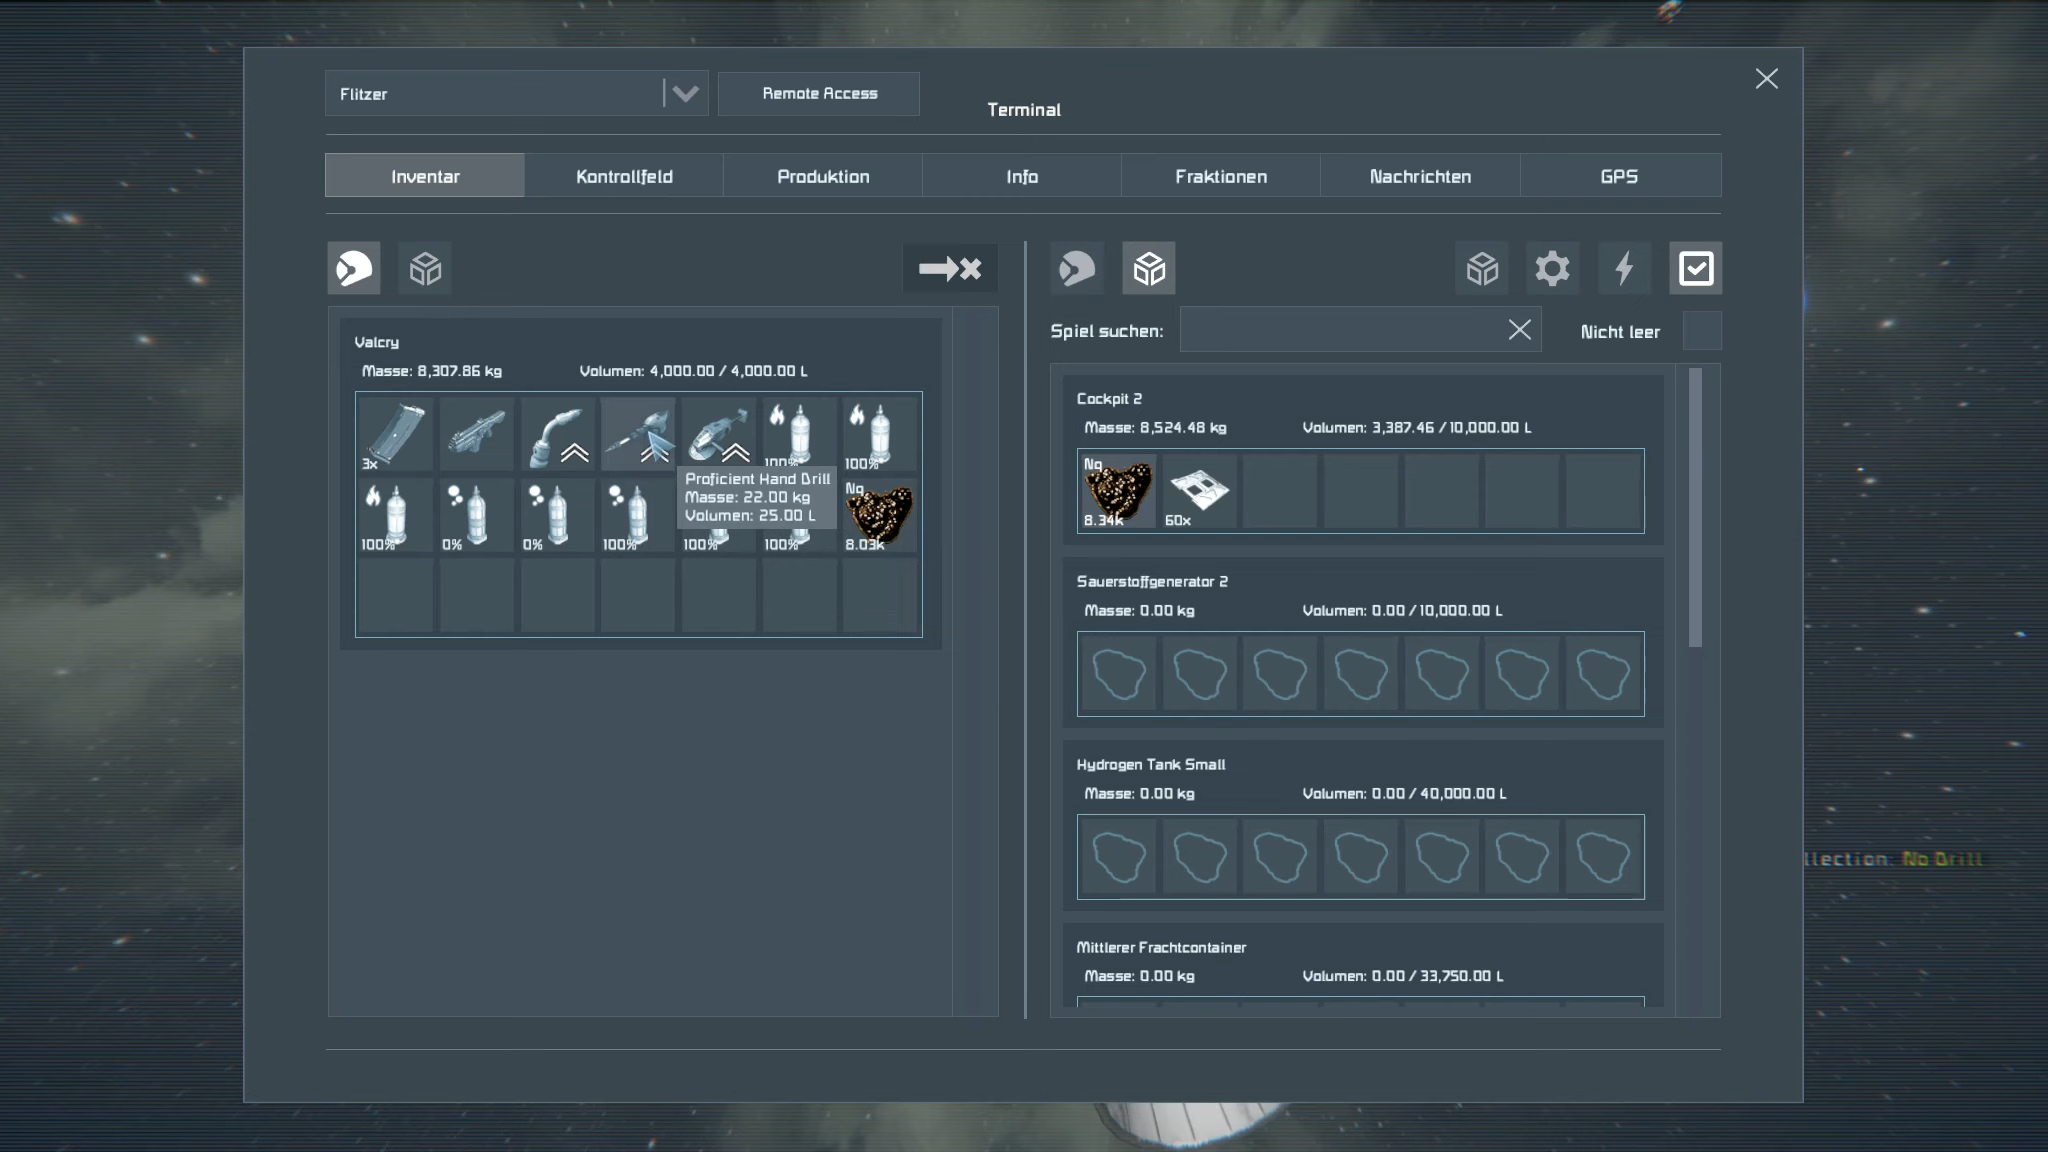 Flitzer
Remote Access
Terminal
Inventar
Kontrollfeld
Produktion
Info
Fraktionen
Nachrichten
GPS
Valcry
Masse: 8,307.86 kg
Volumen: 4,000.00 / 4,000.00 L
3x
100%
100%
100%
0%
0%
100%
100%
100%
Ng
8.03k
Proficient Hand Drill
Masse: 22.00 kg
Volumen: 25.00 L
Spiel suchen:
Nicht leer
Cockpit 2
Masse: 8,524.48 kg
Volumen: 3,387.46 / 10,000.00 L
Ng
8.34k
60x
Sauerstoffgenerator 2
Masse: 0.00 kg
Volumen: 0.00 / 10,000.00 L
Hydrogen Tank Small
Masse: 0.00 kg
Volumen: 0.00 / 40,000.00 L
Mittlerer Frachtcontainer
Masse: 0.00 kg
Volumen: 0.00 / 33,750.00 L
llection: No Drill